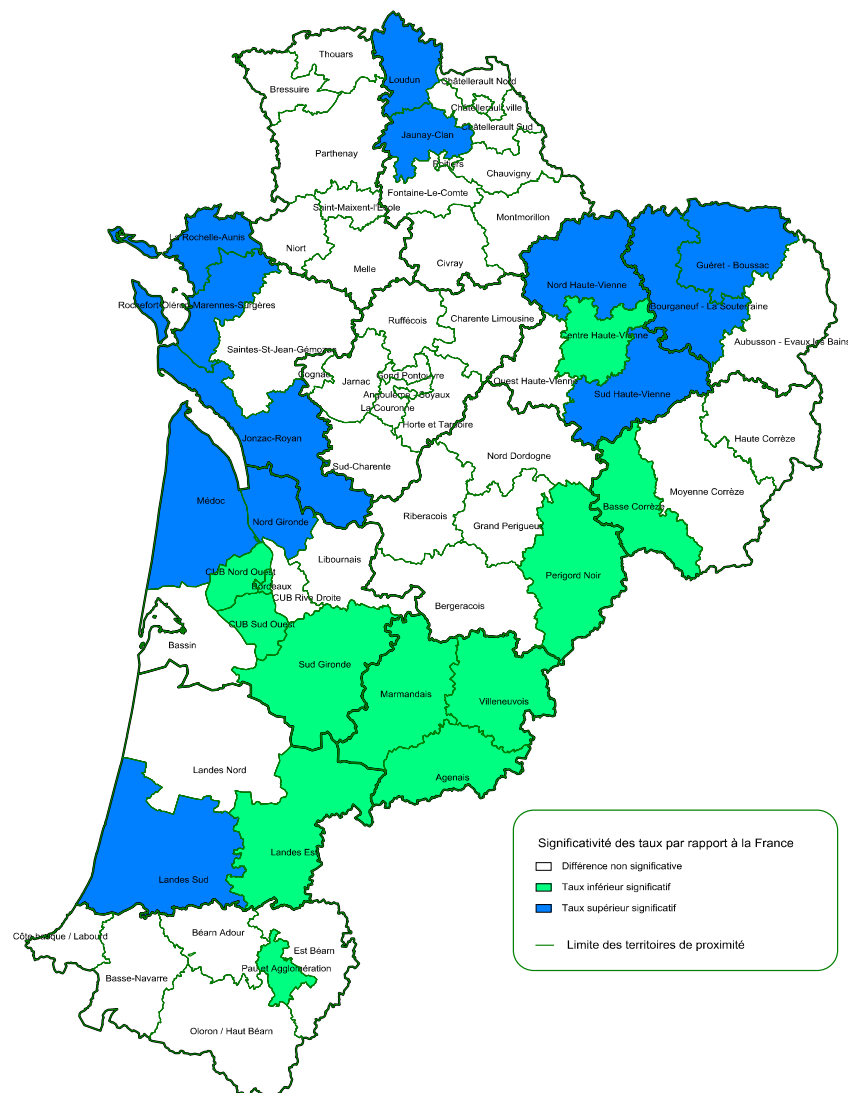 Thouars
Loudun
Châtellerault Nord
Bressuire
Châtellerault ville
Châtellerault Sud
Jaunay-Clan
Parthenay
Poitiers
Chauvigny
Fontaine-Le-Comte
Saint-Maixent-l'Ecole
Montmorillon
La Rochelle-Aunis
Niort
Civray
Melle
Guéret - Boussac
Nord Haute-Vienne
Rochefort-Oléron-Marennes-Surgères
Bourganeuf - La Souterraine
Ruffécois
Charente Limousine
Centre Haute-Vienne
Aubusson - Evaux les Bains
Saintes-St-Jean-Gémozac
Cognac
Gond Pontouvre
Jarnac
Ouest Haute-Vienne
Angoulême - Soyaux
Sud Haute-Vienne
La Couronne
Horte et Tardoire
Jonzac-Royan
Haute Corrèze
Nord Dordogne
Sud-Charente
Moyenne Corrèze
Médoc
Basse Corrèze
Riberacois
Nord Gironde
Grand Perigueux
Libournais
CUB Nord Ouest
Perigord Noir
Bordeaux
CUB Rive Droite
Bergeracois
CUB Sud Ouest
Bassin
Sud Gironde
Marmandais
Villeneuvois
Landes Nord
Agenais
Significativité des taux par rapport à la France
Différence non significative
Taux inférieur significatif
Taux supérieur significatif
Limite des territoires de proximité
Landes Est
Landes Sud
Côte basque / Labourd
Béarn Adour
Est Béarn
Pau et Agglomération
Basse-Navarre
Oloron / Haut Béarn